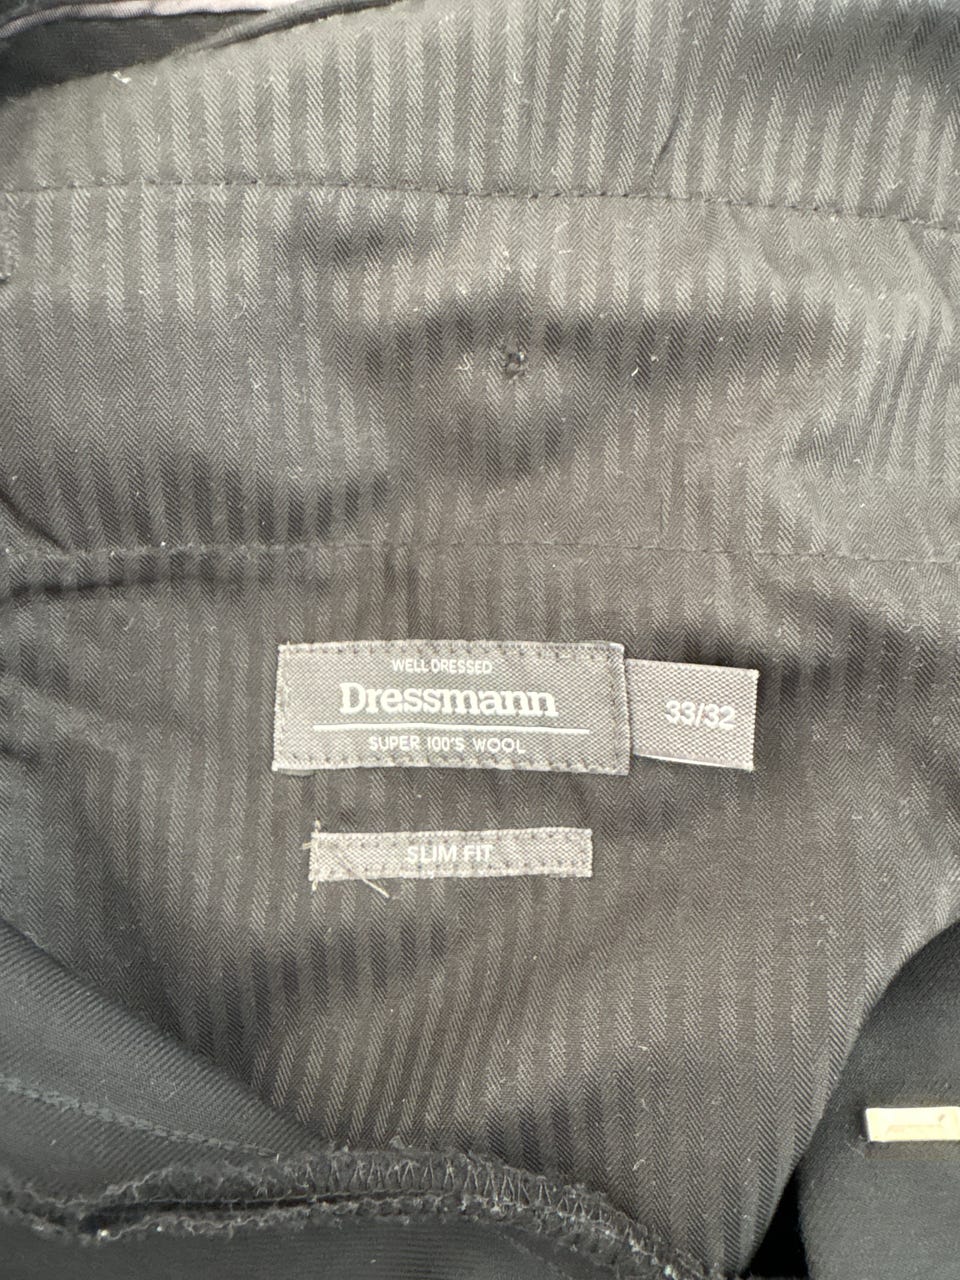 WELL DRESSED
Dressmann
SUPER 100'S WOOL
33/32
SLIM FIT